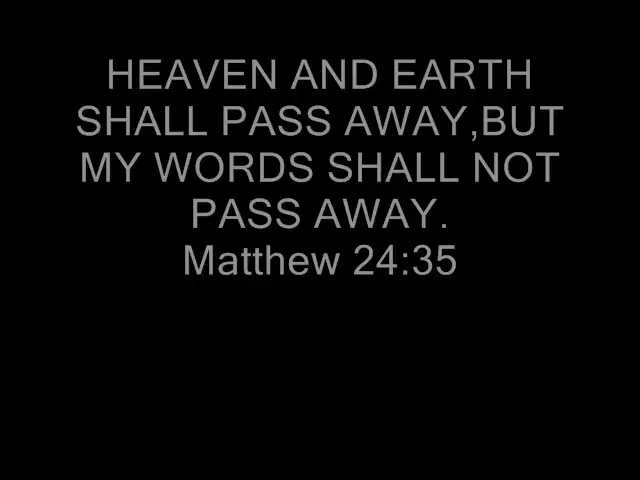 HEAVEN AND EARTH
SHALL PASS AWAY,BUT
MY WORDS SHALL NOT
PASS AWAY.
Matthew 24:35